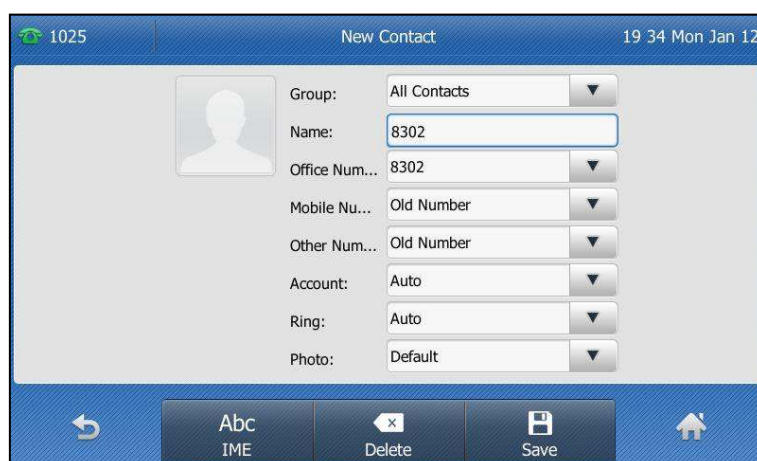 1025 New Contact 19 34 Mon Jan 12
Group: All Contacts
Name: 8302
Office Num... 8302
Mobile Nu... Old Number
Other Num... Old Number
Account: Auto
Ring: Auto
Photo: Default
Abc
IME Delete Save